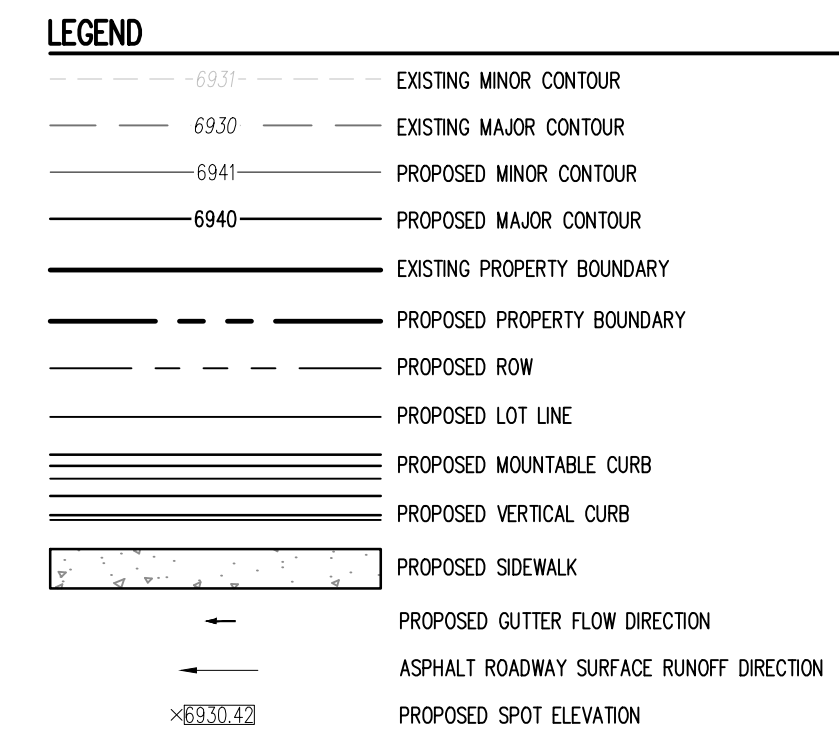 LEGEND
6931 EXISTING MINOR CONTOUR
6930 EXISTING MAJOR CONTOUR
6941 PROPOSED MINOR CONTOUR
6940 PROPOSED MAJOR CONTOUR
EXISTING PROPERTY BOUNDARY
PROPOSED PROPERTY BOUNDARY
PROPOSED ROW
PROPOSED LOT LINE
PROPOSED MOUNTABLE CURB
PROPOSED VERTICAL CURB
PROPOSED SIDEWALK
PROPOSED GUTTER FLOW DIRECTION
ASPHALT ROADWAY SURFACE RUNOFF DIRECTION
×6930.42 PROPOSED SPOT ELEVATION